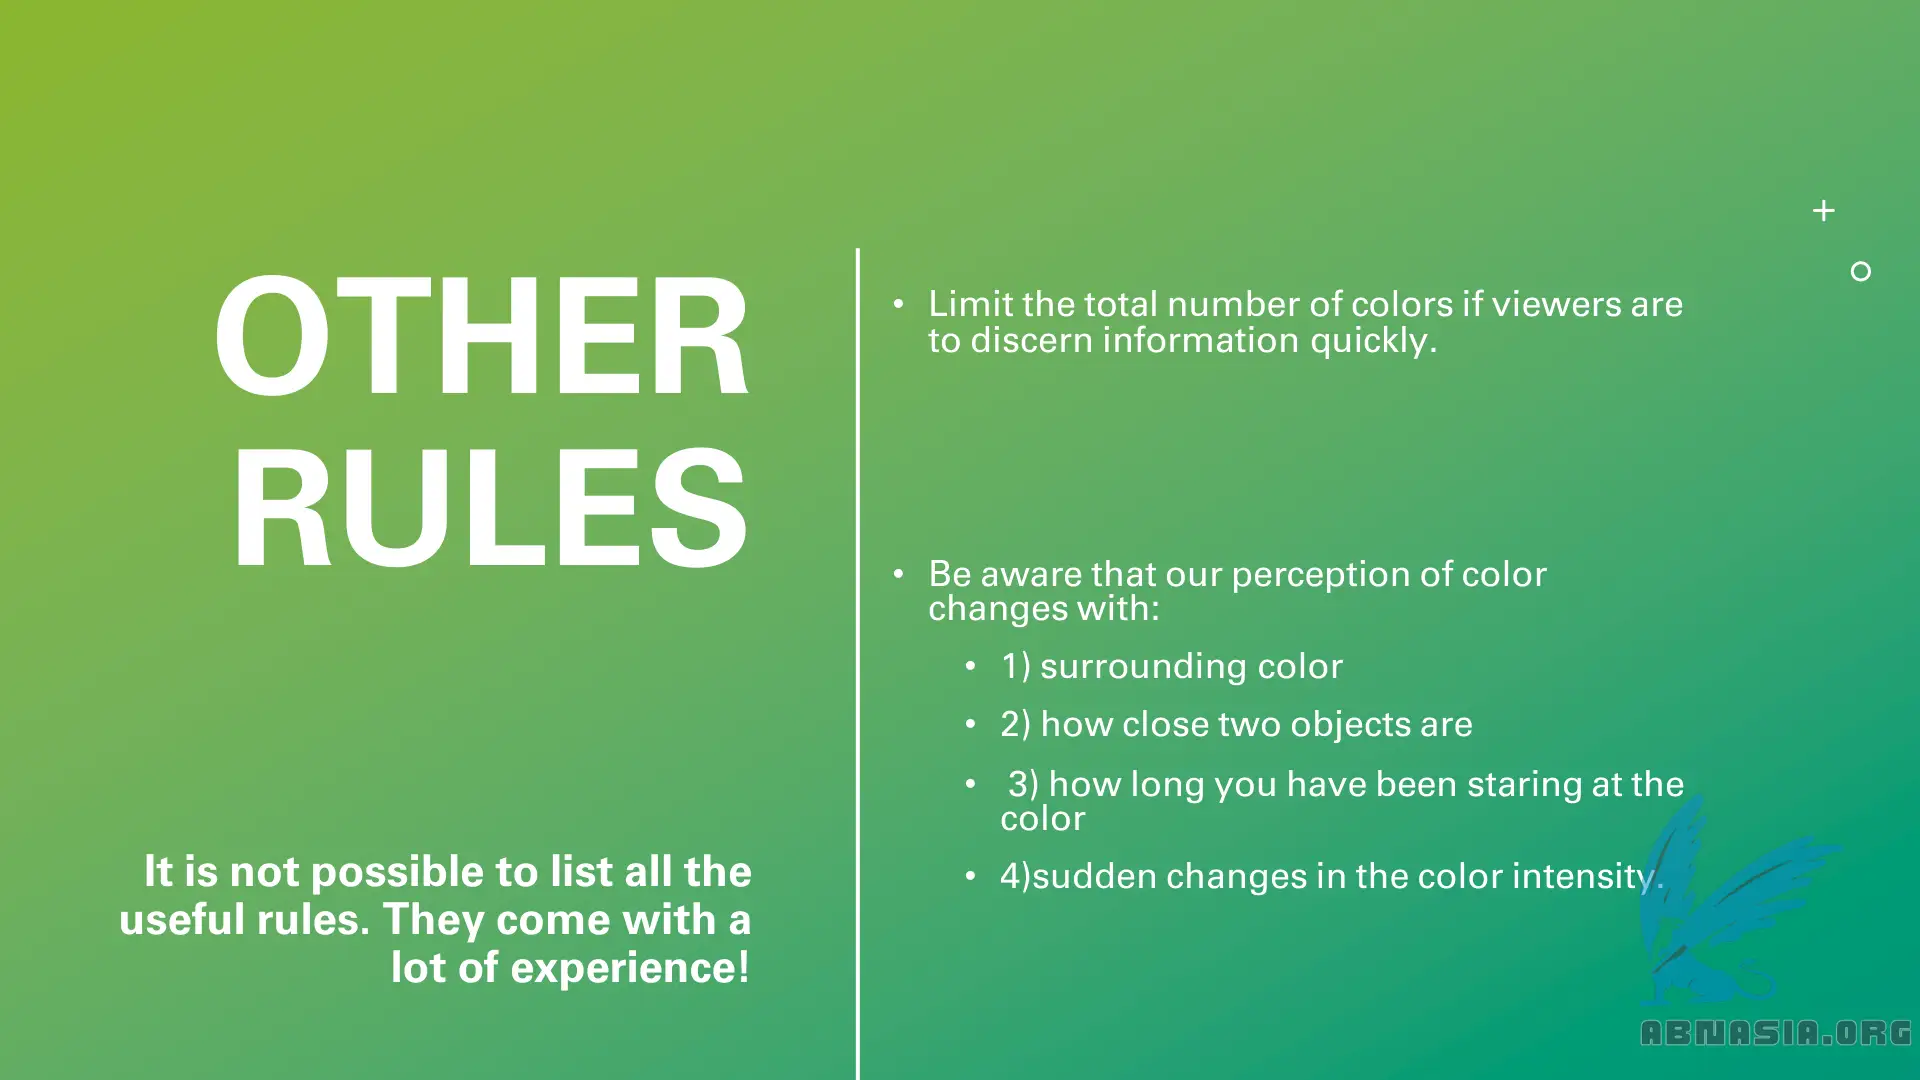 OTHER
RULES
It is not possible to list all the
useful rules. They come with a
lot of experience!
• Limit the total number of colors if viewers are
to discern information quickly.
• Be aware that our perception of color
changes with:
• 1) surrounding color
• 2) how close two objects are
• 3) how long you have been staring at the
color
• 4)sudden changes in the color intensity.
ABNASIA.ORG